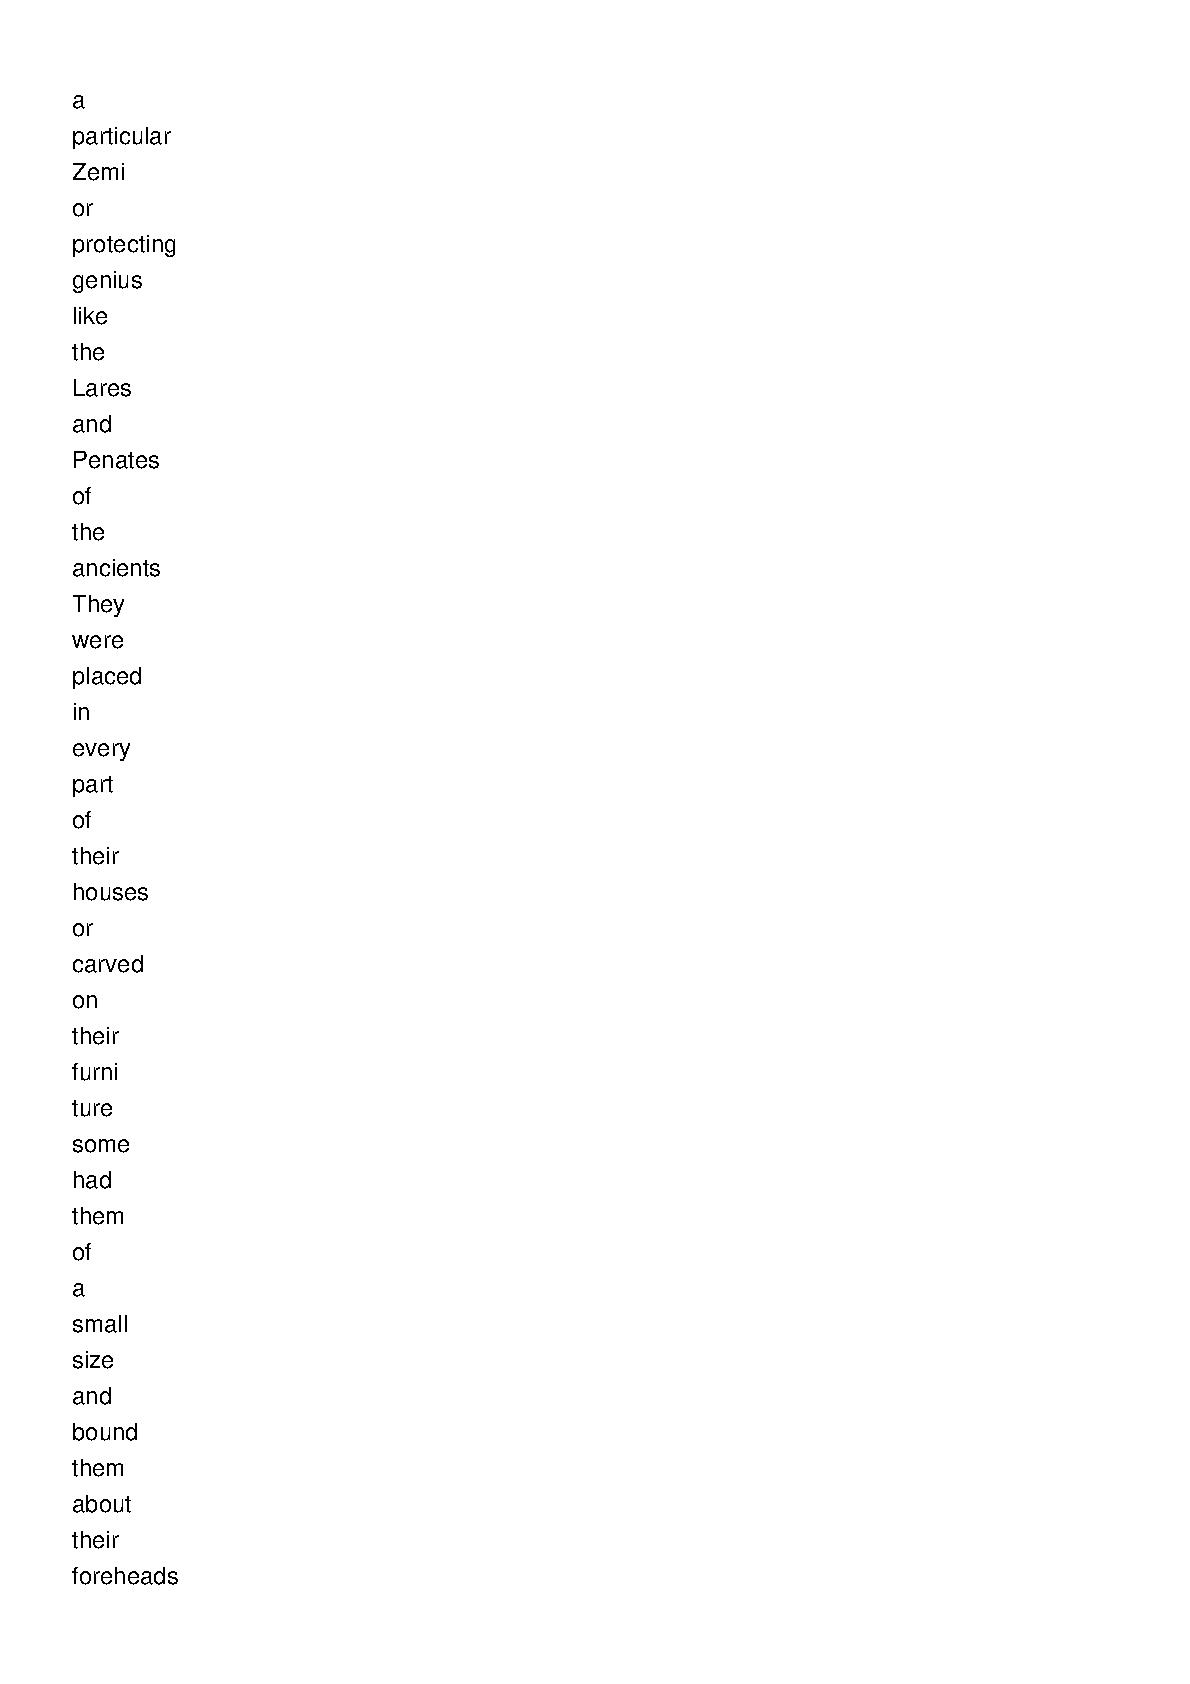 a
particular
Zemi
or
protecting
genius
like
the
Lares
and
Penates
of
the
ancients
They
were
placed
in
every
part
of
their
houses
or
carved
on
their
furni
ture
some
had
them
of
a
small
size
and
bound
them
about
their
foreheads